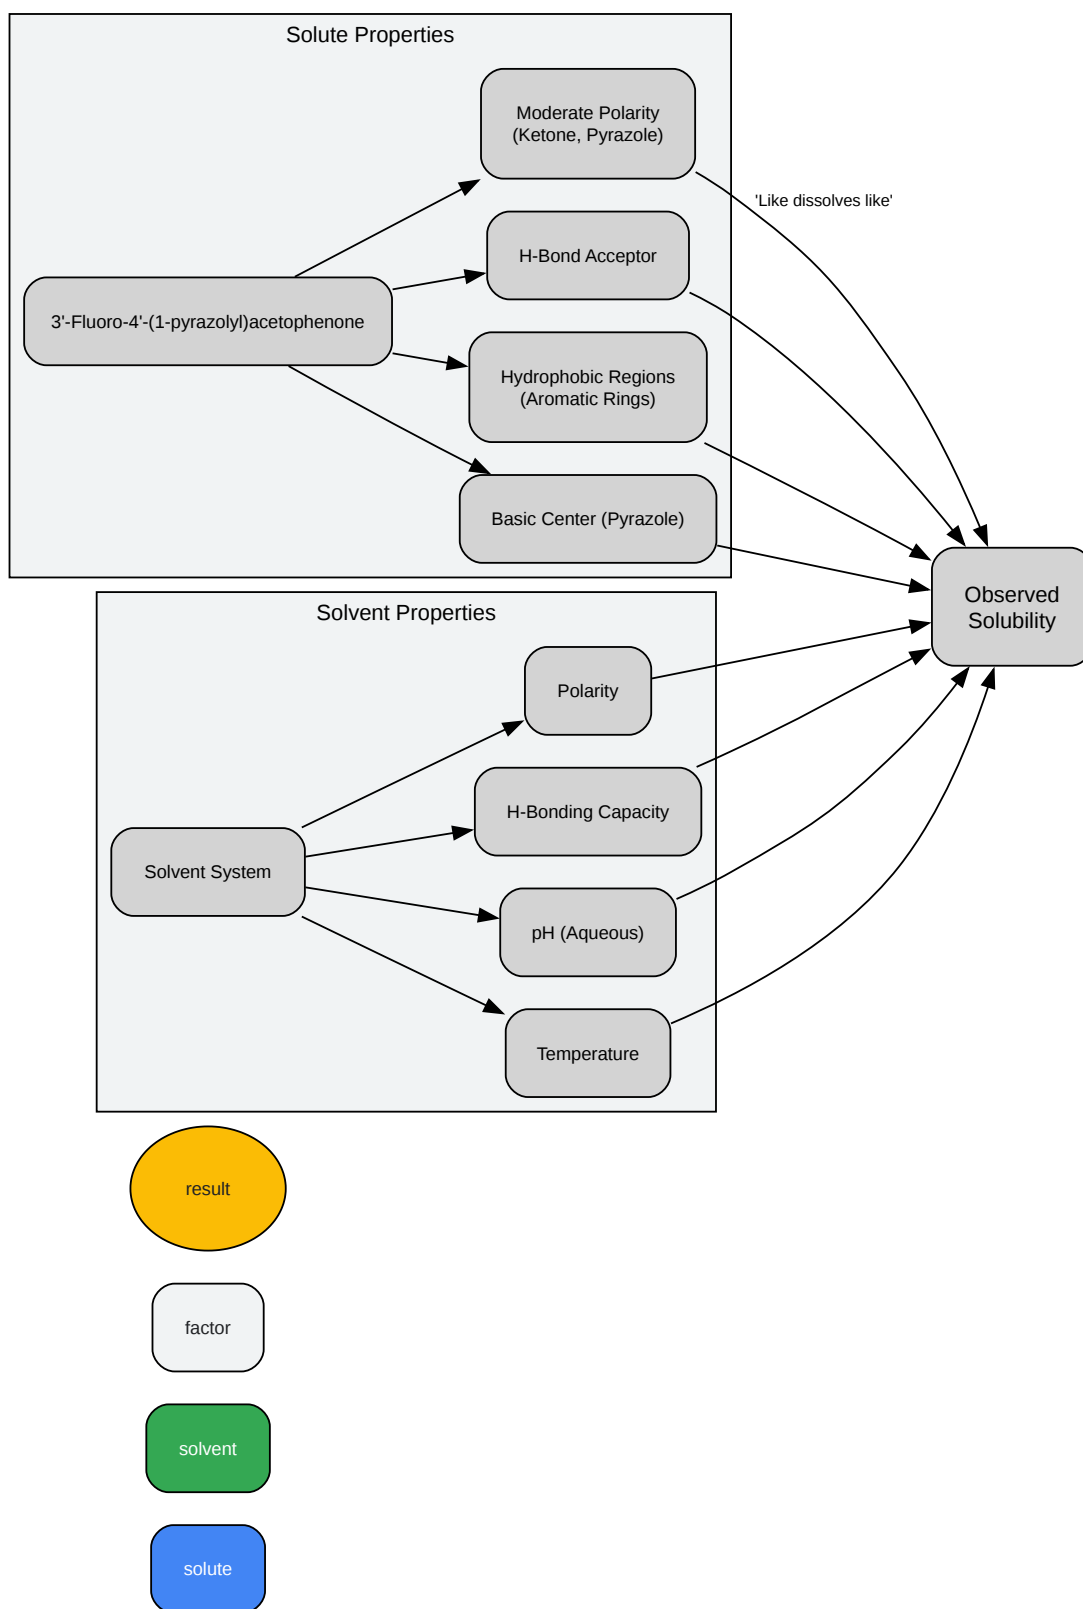 Solute Properties
Moderate Polarity
(Ketone, Pyrazole)
'Like dissolves like'
H-Bond Acceptor
3'-Fluoro-4'-(1-pyrazolyl)acetophenone
Hydrophobic Regions
(Aromatic Rings)
Basic Center (Pyrazole)
Observed
Solubility
Solvent Properties
Polarity
H-Bonding Capacity
Solvent System
pH (Aqueous)
Temperature
result
factor
solvent
solute